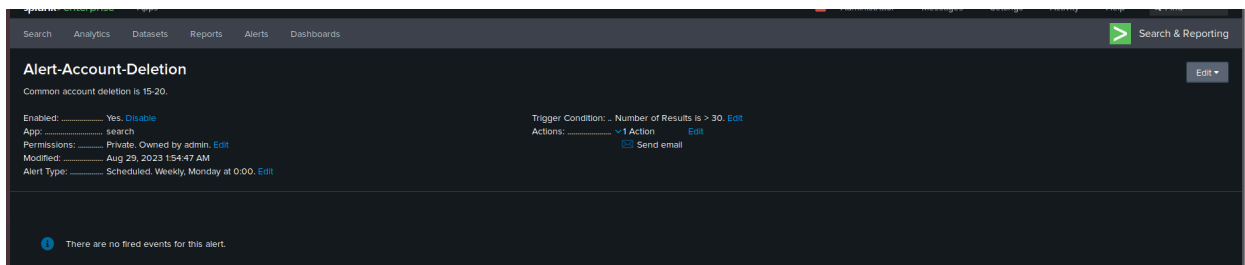 Search Analytics Datasets Reports Alerts Dashboards Search & Reporting
Alert-Account-Deletion
Edit
Common account deletion is 15-20.
Enabled: .................. Yes. Disable
App: ......................... search
Permissions: ........... Private. Owned by admin. Edit
Modified: ................. Aug 29, 2023 1:54:47 AM
Alert Type: .............. Scheduled. Weekly, Monday at 0:00. Edit
Trigger Condition: .. Number of Results is > 30. Edit
Actions: ................... 1 Action Edit
Send email
There are no fired events for this alert.